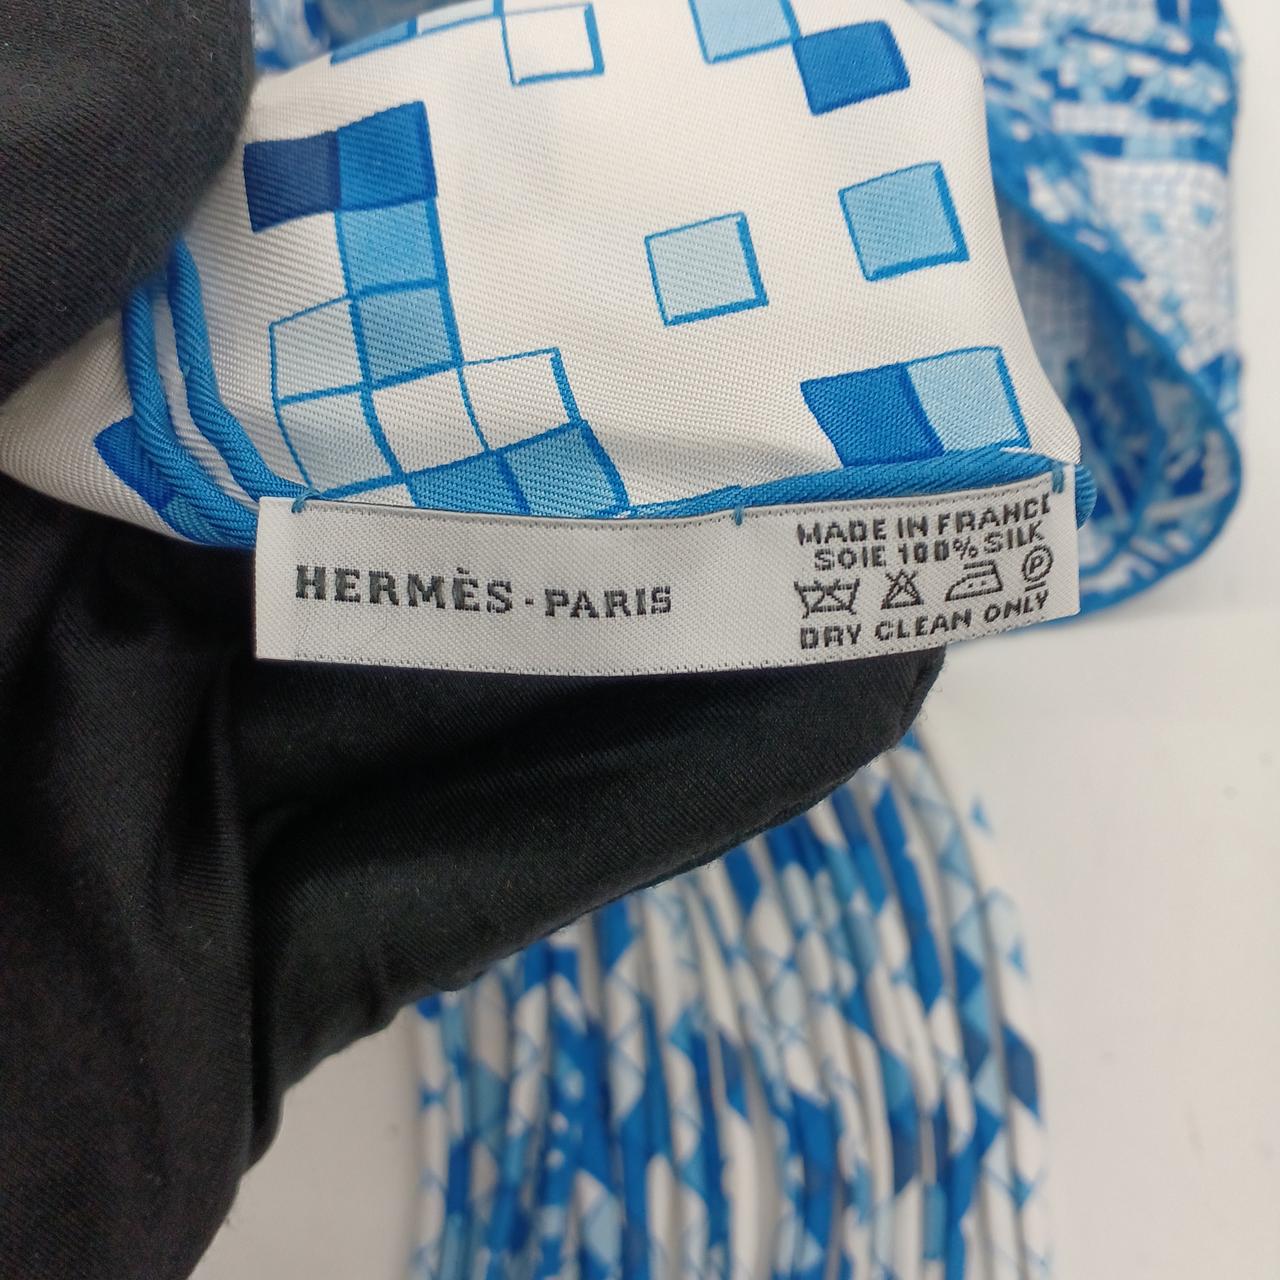 HERMÈS-PARIS
MADE IN FRANCE
SOIE 100% SILK
P
DRY CLEAN ONLY